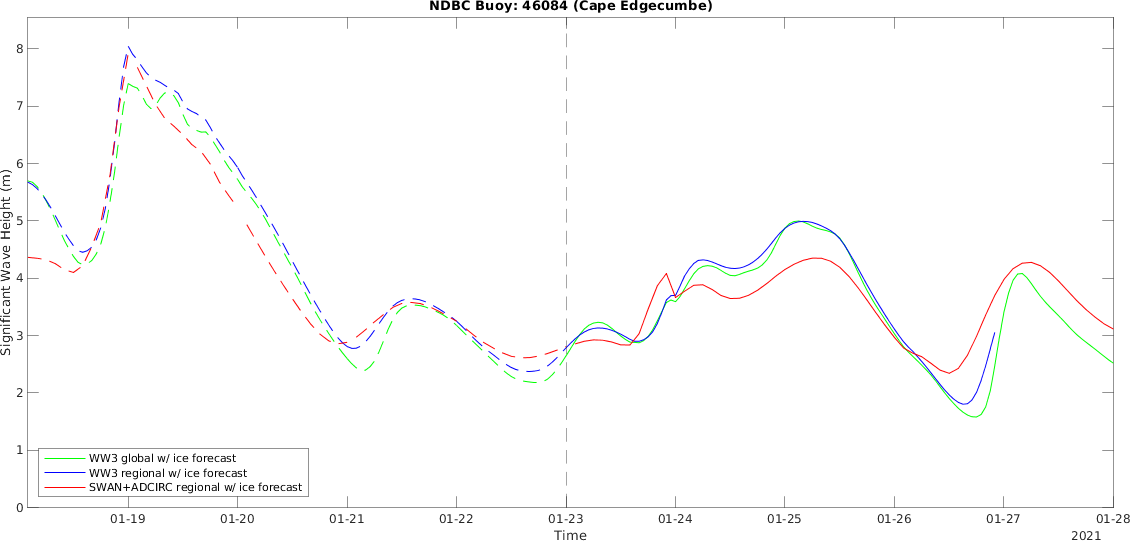 NDBC Buoy: 46084 (Cape Edgecumbe)
Significant Wave Height (m)
8
7
6
5
4
3
2
1
0
WW3 global w/ ice forecast
WW3 regional w/ ice forecast
SWAN+ADCIRC regional w/ ice forecast
01-19 01-20 01-21 01-22 01-23 01-24 01-25 01-26 01-27 01-28
Time
2021